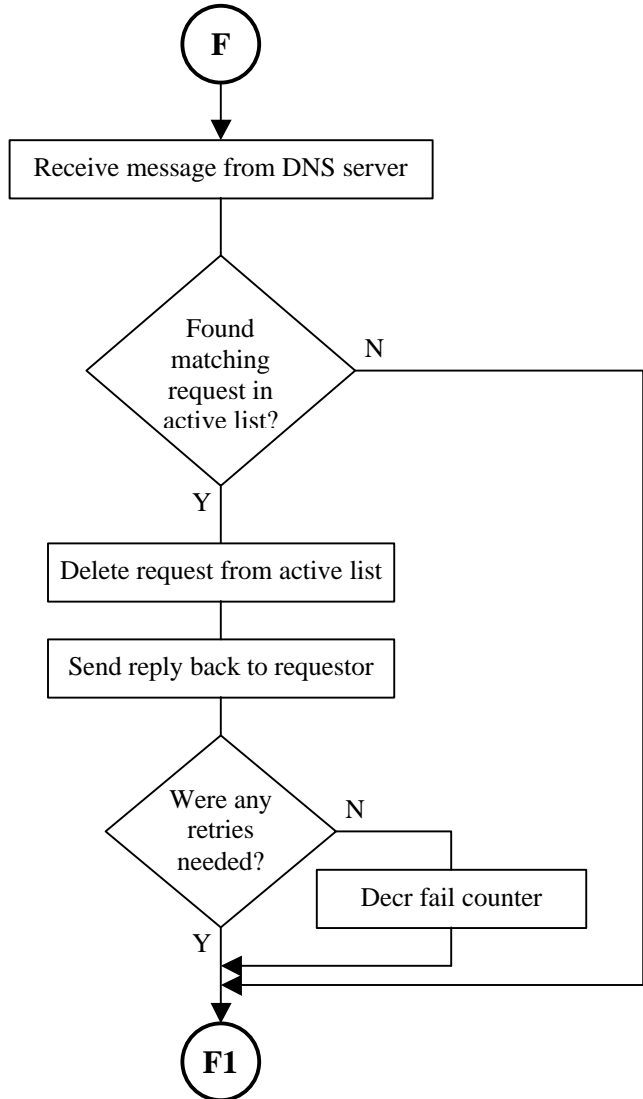 F
Receive message from DNS server
Found
matching
request in
active list?
N
Y
Delete request from active list
Send reply back to requestor
Were any
retries
needed?
N
Decr fail counter
Y
F1